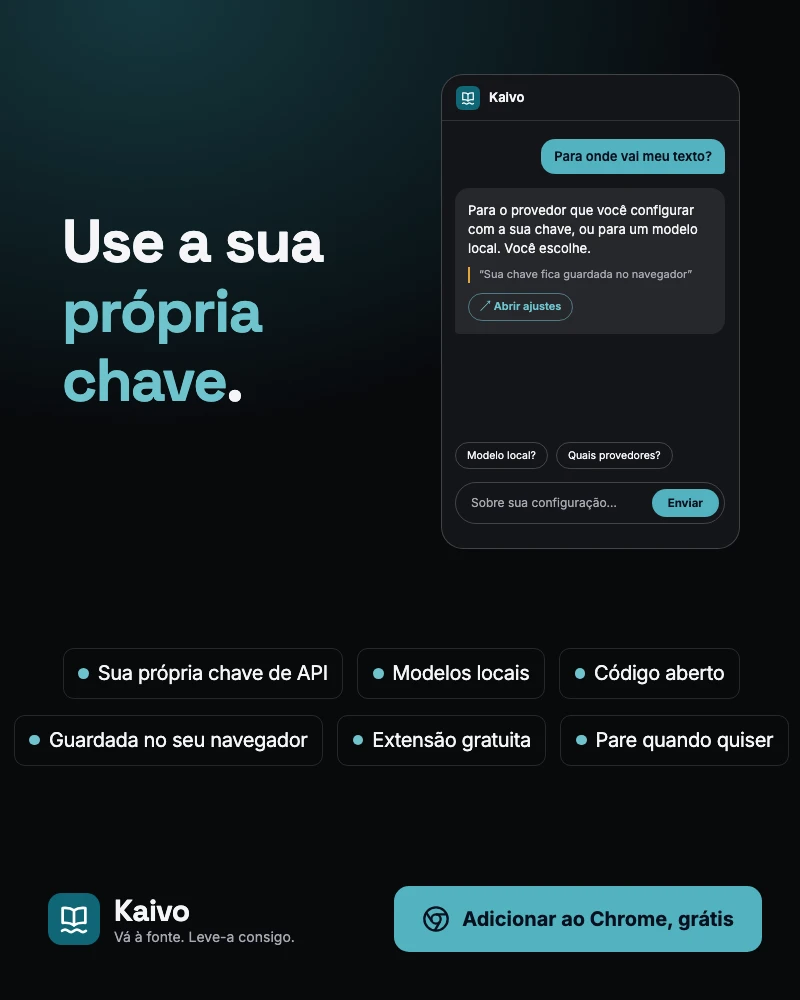 Use a sua
própria
chave.
Kaivo
Para onde vai meu texto?
Para o provedor que você configurar
com a sua chave, ou para um modelo
local. Você escolhe.
“Sua chave fica guardada no navegador”
↗ Abrir ajustes
Modelo local?
Quais provedores?
Sobre sua configuração...
Enviar
Sua própria chave de API
Modelos locais
Código aberto
Guardada no seu navegador
Extensão gratuita
Pare quando quiser
Kaivo
Vá à fonte. Leve-a consigo.
Adicionar ao Chrome, grátis